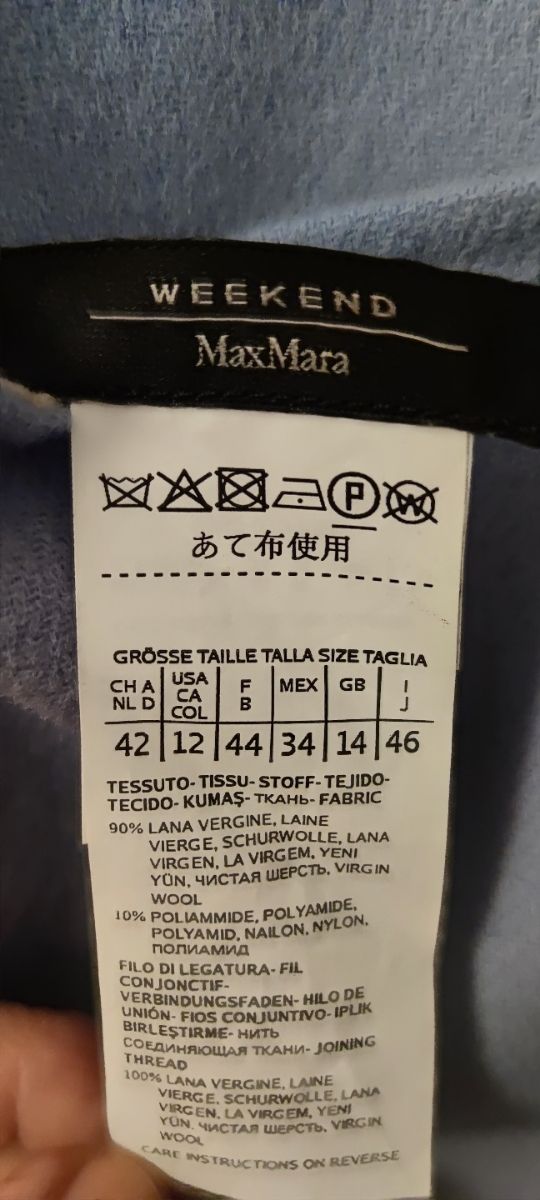 WEEKEND
MaxMara
P W
あて布使用
GRÖSSE TAILLE TALLA SIZE TAGLIA
CH A NL D USA CA COL F B MEX GB I J
42 12 44 34 14 46
TESSUTO- TISSU- STOFF- TEJIDO-
TECIDO- KUMAŞ- ТКАНЬ- FABRIC
90% LANA VERGINE, LAINE
VIERGE, SCHURWOLLE, LANA
VIRGEN, LA VIRGEM, YENI
YÜN, ЧИСТАЯ ШЕРСТЬ, VIRGIN
WOOL
10% POLIAMMIDE, POLYAMIDE,
POLYAMID, NAILON, NYLON,
ПОЛИАМИД
FILO DI LEGATURA- FIL
CONJONCTIF-
VERBINDUNGSFADEN- HILO DE
UNIÓN- FIOS CONJUNTIVO- IPLIK
BIRLEŞTIRME- НИТЬ
СОЕДИНЯЮЩАЯ ТКАНИ- JOINING
THREAD
100% LANA VERGINE, LAINE
VIERGE, SCHURWOLLE, LANA
VIRGEN, LA VIRGEM, YENI
YÜN, ЧИСТАЯ ШЕРСТЬ, VIRGIN
WOOL
CARE INSTRUCTIONS ON REVERSE